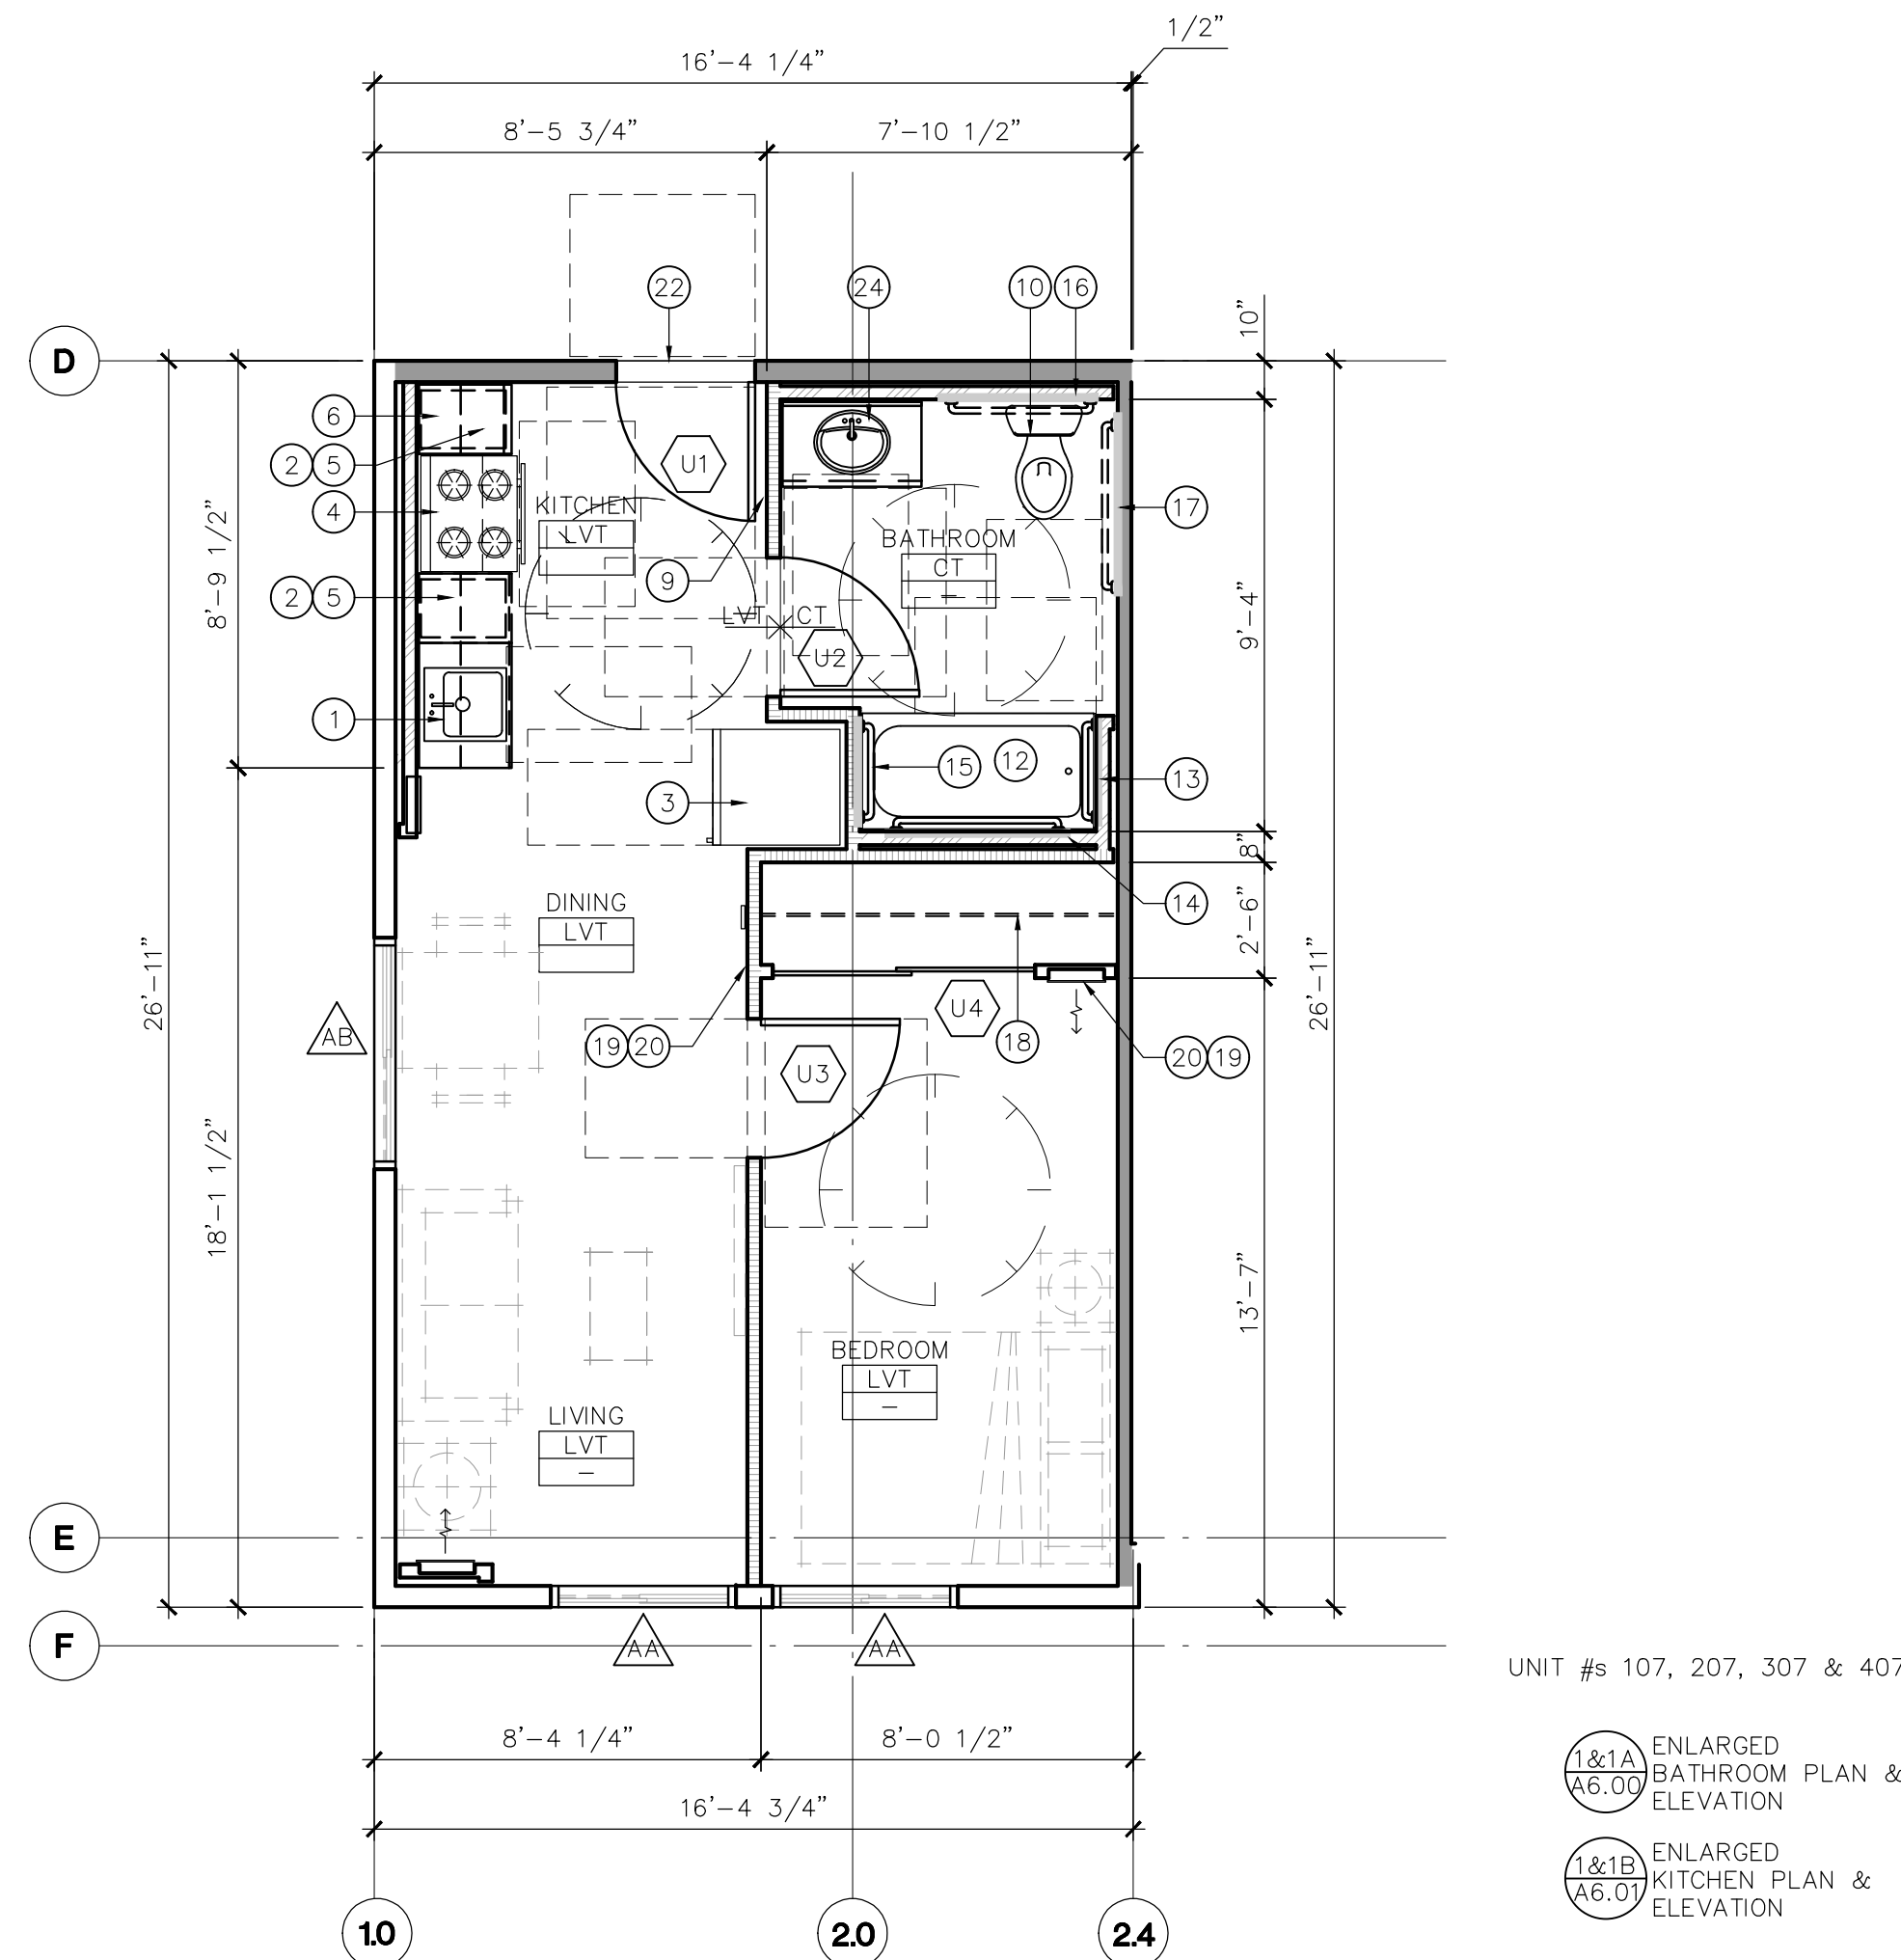 1/2”
16’-4 1/4”
8’-5 3/4”
7’-10 1/2”
22
24
10
16
10”
D
6
2
5
U1
4
17
KITCHEN
LVT
BATHROOM
CT
-
8’-9 1/2”
9
2
5
LVT
CT
9’-4”
U2
1
15
12
13
3
8”
DINING
LVT
14
2’-6”
26’-11”
26’-11”
U4
AB
19
20
18
20
19
U3
18’-1 1/2”
13’-7”
BEDROOM
LVT
-
LIVING
LVT
-
E
F
AA
AA
UNIT #s 107, 207, 307 & 407
8’-4 1/4”
8’-0 1/2”
1&1A
A6.00
ENLARGED
BATHROOM PLAN &
ELEVATION
16’-4 3/4”
1&1B
A6.01
ENLARGED
KITCHEN PLAN &
ELEVATION
1.0
2.0
2.4